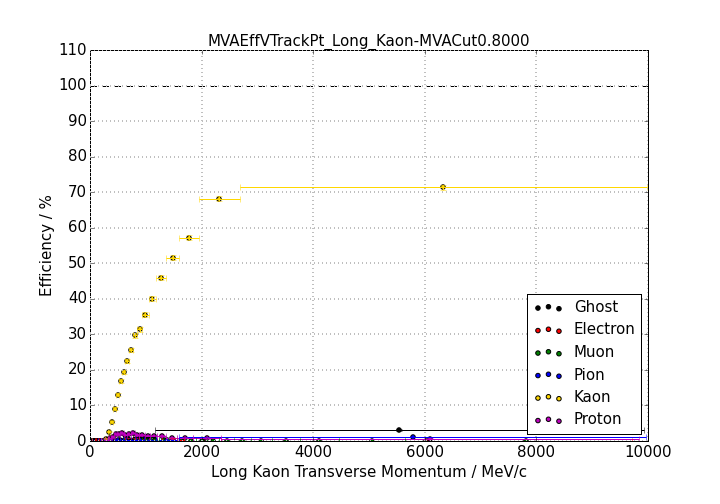 MVAEffVTrackPt_Long_Kaon-MVACut0.8000
110
100
90
80
70
60
50
40
30
20
10
0
Efficiency / %
Ghost
Electron
Muon
Pion
Kaon
Proton
0 2000 4000 6000 8000 10000
Long Kaon Transverse Momentum / MeV/c